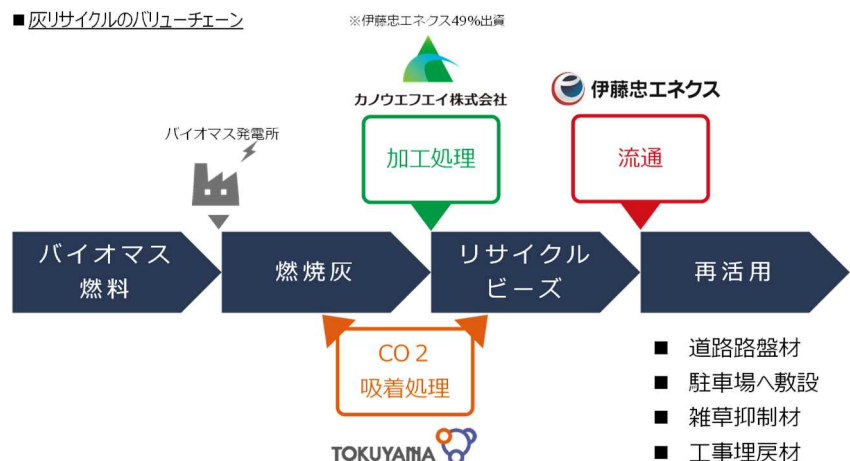 ■ 灰リサイクルのバリューチェーン
※伊藤忠エネクス49%出資
カノウエフエイ株式会社
伊藤忠エネクス
バイオマス発電所
加工処理
流通
バイオマス
燃料
燃焼灰
リサイクル
ビーズ
再活用
CO2
吸着処理
TOKUYAMA
■ 道路路盤材
■ 駐車場へ敷設
■ 雑草抑制材
■ 工事埋戻材